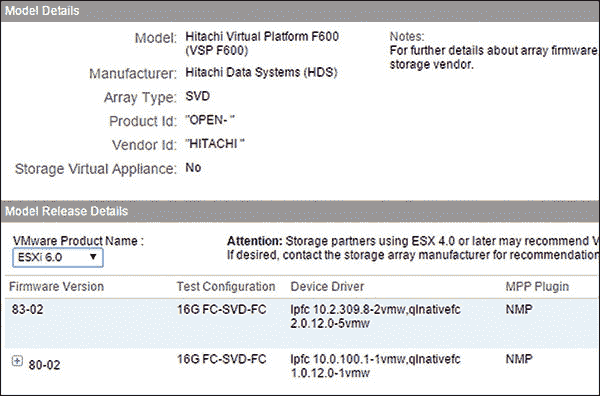 Model Details
Model: Hitachi Virtual Platform F600
(VSP F600)
Notes:
For further details about array firmware
storage vendor.
Manufacturer: Hitachi Data Systems (HDS)
Array Type: SVD
Product Id: "OPEN- "
Vendor Id: "HITACHI "
Storage Virtual Appliance: No
Model Release Details
VMware Product Name :
ESXi 6.0
Attention: Storage partners using ESX 4.0 or later may recommend V
If desired, contact the storage array manufacturer for recommendation
Firmware Version Test Configuration Device Driver MPP Plugin
83-02 16G FC-SVD-FC lpfc 10.2.309.8-2vmw,qlnativefc NMP
2.0.12.0-5vmw
80-02 16G FC-SVD-FC lpfc 10.0.100.1-1vmw,qlnativefc NMP
1.0.12.0-1vmw